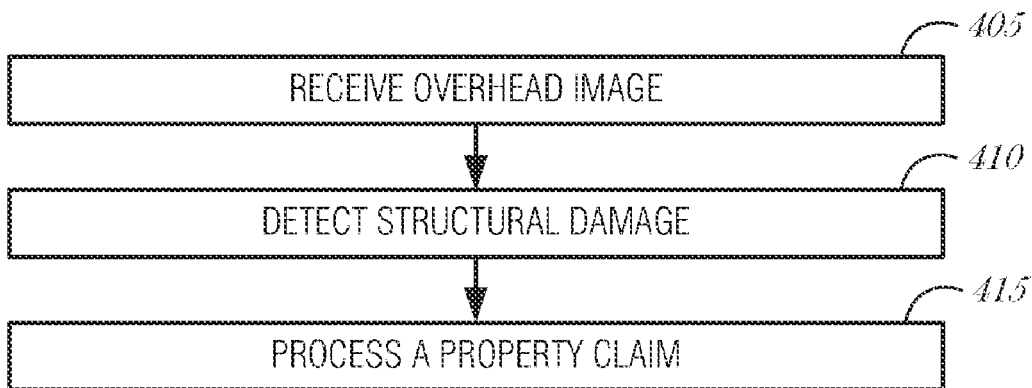 405
RECEIVE OVERHEAD IMAGE
410
DETECT STRUCTURAL DAMAGE
415
PROCESS A PROPERTY CLAIM